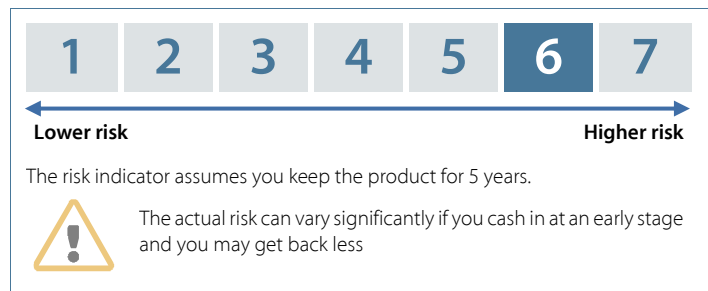 1 2 3 4 5 6 7
Lower risk Higher risk
The risk indicator assumes you keep the product for 5 years.
The actual risk can vary significantly if you cash in at an early stage
and you may get back less